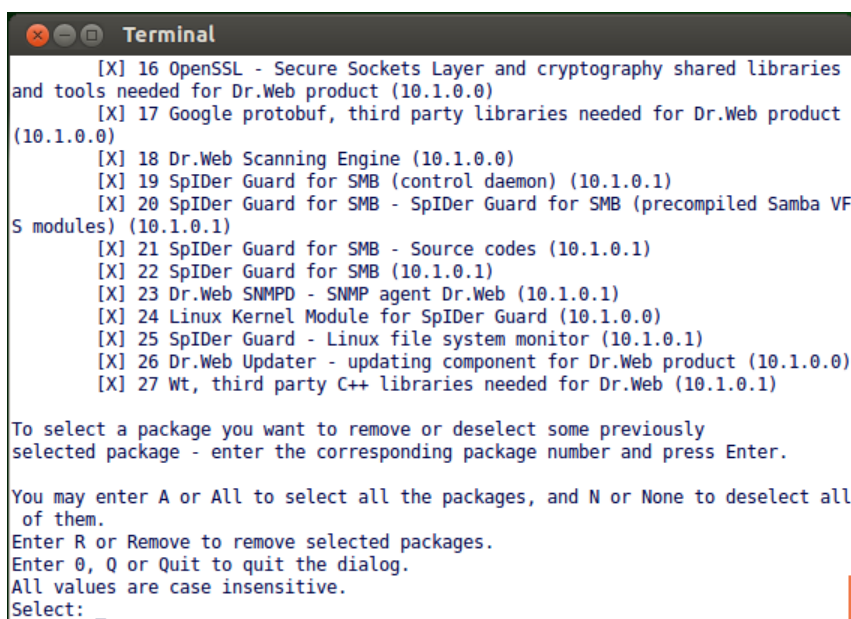 Terminal
[X] 16 OpenSSL - Secure Sockets Layer and cryptography shared libraries
and tools needed for Dr.Web product (10.1.0.0)
[X] 17 Google protobuf, third party libraries needed for Dr.Web product
(10.1.0.0)
[X] 18 Dr.Web Scanning Engine (10.1.0.0)
[X] 19 SpIDer Guard for SMB (control daemon) (10.1.0.1)
[X] 20 SpIDer Guard for SMB - SpIDer Guard for SMB (precompiled Samba VF
S modules) (10.1.0.1)
[X] 21 SpIDer Guard for SMB - Source codes (10.1.0.1)
[X] 22 SpIDer Guard for SMB (10.1.0.1)
[X] 23 Dr.Web SNMPD - SNMP agent Dr.Web (10.1.0.1)
[X] 24 Linux Kernel Module for SpIDer Guard (10.1.0.0)
[X] 25 SpIDer Guard - Linux file system monitor (10.1.0.1)
[X] 26 Dr.Web Updater - updating component for Dr.Web product (10.1.0.0)
[X] 27 Wt, third party C++ libraries needed for Dr.Web (10.1.0.1)
To select a package you want to remove or deselect some previously
selected package - enter the corresponding package number and press Enter.
You may enter A or All to select all the packages, and N or None to deselect all
of them.
Enter R or Remove to remove selected packages.
Enter 0, Q or Quit to quit the dialog.
All values are case insensitive.
Select: